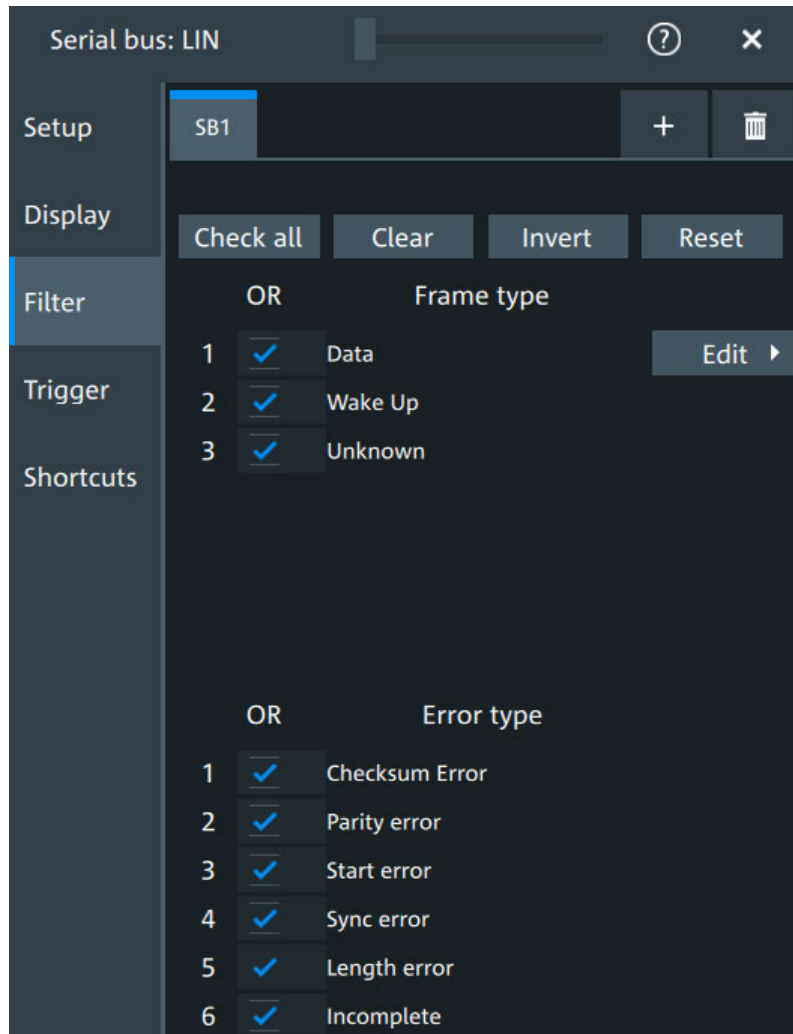 Serial bus: LIN ?
Setup
SB1
+
Display
Check all Clear Invert Reset
Filter
OR Frame type
1 Data Edit
Trigger
2 Wake Up
3 Unknown
Shortcuts
OR Error type
1 Checksum Error
2 Parity error
3 Start error
4 Sync error
5 Length error
6 Incomplete